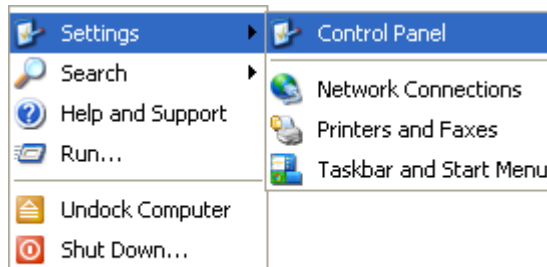 Settings
Search
Help and Support
Run...
Undock Computer
Shut Down...
Control Panel
Network Connections
Printers and Faxes
Taskbar and Start Menu